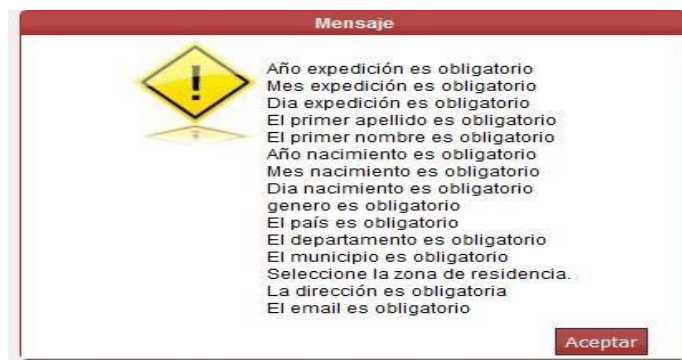 Mensaje
Año expedición es obligatorio
Mes expedición es obligatorio
Dia expedición es obligatorio
El primer apellido es obligatorio
El primer nombre es obligatorio
Año nacimiento es obligatorio
Mes nacimiento es obligatorio
Dia nacimiento es obligatorio
genero es obligatorio
El país es obligatorio
El departamento es obligatorio
El municipio es obligatorio
Seleccione la zona de residencia.
La dirección es obligatoria
El email es obligatorio
Aceptar